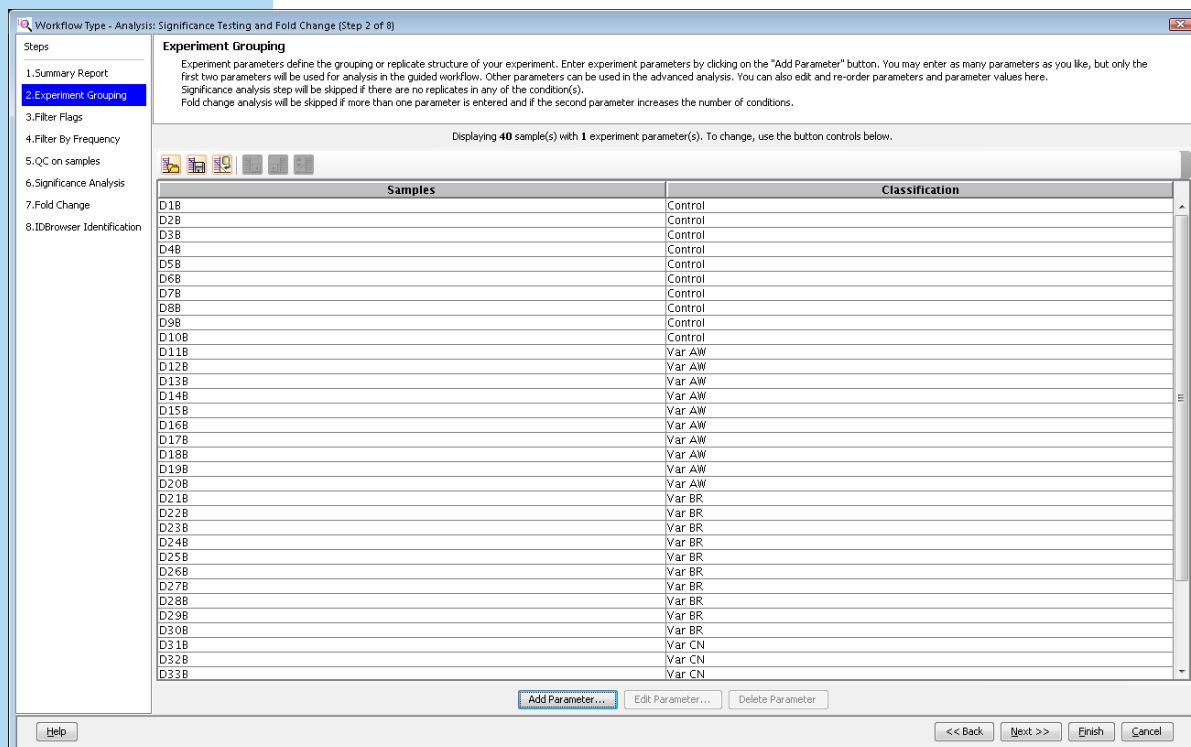 Workflow Type - Analysis: Significance Testing and Fold Change (Step 2 of 8)
Steps
1.Summary Report
2.Experiment Grouping
3.Filter Flags
4.Filter By Frequency
5.QC on samples
6.Significance Analysis
7.Fold Change
8.IDBrowser Identification
Experiment Grouping
Experiment parameters define the grouping or replicate structure of your experiment. Enter experiment parameters by clicking on the "Add Parameter" button. You may enter as many parameters as you like, but only the
first two parameters will be used for analysis in the guided workflow. Other parameters can be used in the advanced analysis. You can also edit and re-order parameters and parameter values here.
Significance analysis step will be skipped if there are no replicates in any of the condition(s).
Fold change analysis will be skipped if more than one parameter is entered and if the second parameter increases the number of conditions.
Displaying 40 sample(s) with 1 experiment parameter(s). To change, use the button controls below.
Samples Classification
D1B Control
D2B Control
D3B Control
D4B Control
D5B Control
D6B Control
D7B Control
D8B Control
D9B Control
D10B Control
D11B Var AW
D12B Var AW
D13B Var AW
D14B Var AW
D15B Var AW
D16B Var AW
D17B Var AW
D18B Var AW
D19B Var AW
D20B Var AW
D21B Var BR
D22B Var BR
D23B Var BR
D24B Var BR
D25B Var BR
D26B Var BR
D27B Var BR
D28B Var BR
D29B Var BR
D30B Var BR
D31B Var CN
D32B Var CN
D33B Var CN
Add Parameter... Edit Parameter... Delete Parameter
Help << Back Next >> Finish Cancel